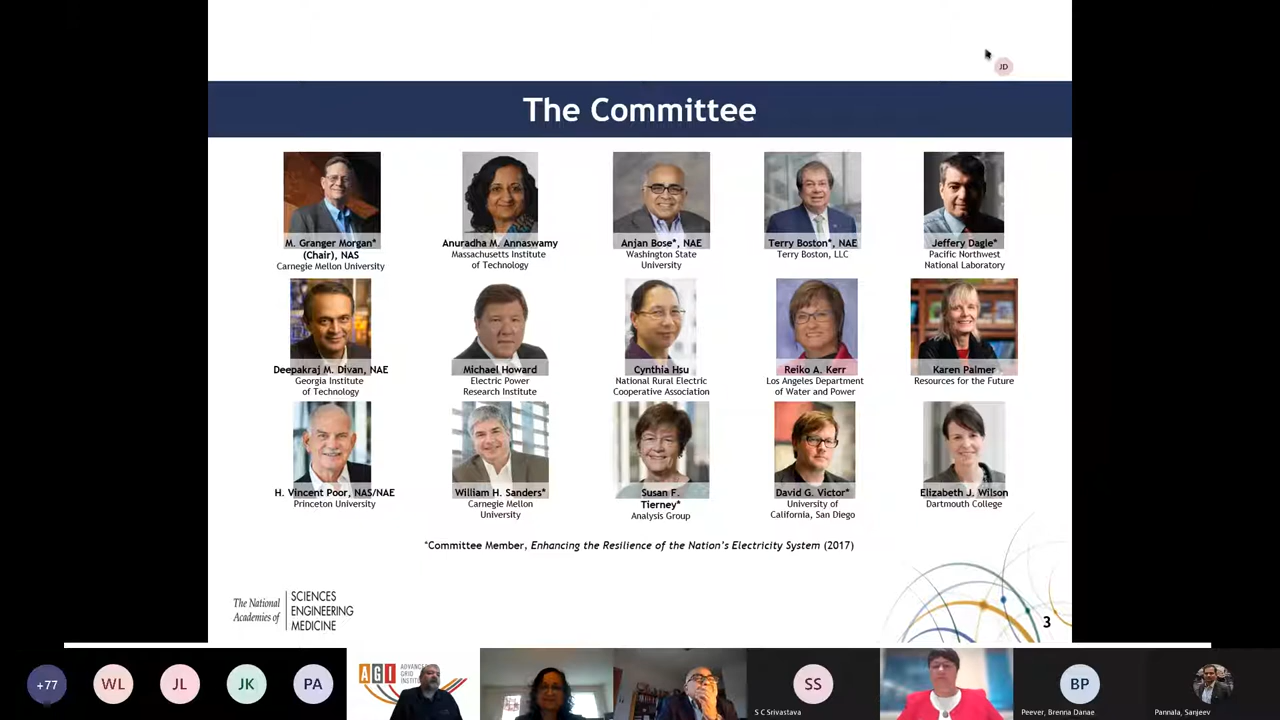 JD
The Committee
M. Granger Morgan*
(Chair), NAS
Carnegie Mellon University
Anuradha M. Annaswamy
Massachusetts Institute
of Technology
Anjan Bose*, NAE
Washington State
University
Terry Boston*, NAE
Terry Boston, LLC
Jeffery Dagle*
Pacific Northwest
National Laboratory
Deepakraj M. Divan, NAE
Georgia Institute
of Technology
Michael Howard
Electric Power
Research Institute
Cynthia Hsu
National Rural Electric
Cooperative Association
Reiko A. Kerr
Los Angeles Department
of Water and Power
Karen Palmer
Resources for the Future
H. Vincent Poor, NAS/NAE
Princeton University
William H. Sanders*
Carnegie Mellon
University
Susan F.
Tierney*
Analysis Group
David G. Victor*
University of
California, San Diego
Elizabeth J. Wilson
Dartmouth College
*Committee Member, Enhancing the Resilience of the Nation's Electricity System (2017)
The National
Academies of
SCIENCES
ENGINEERING
MEDICINE
3
+77
WL
JL
JK
PA
AGI
SS
S C Srivastava
BP
Peever, Brenna Danae
Pannala, Sanjeev